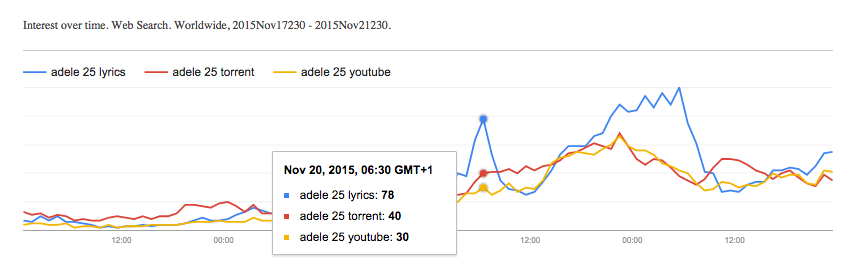 Interest over time. Web Search. Worldwide, 2015Nov17230 - 2015Nov21230.
adele 25 lyrics adele 25 torrent adele 25 youtube
Nov 20, 2015, 06:30 GMT+1
adele 25 lyrics: 78
adele 25 torrent: 40
adele 25 youtube: 30
12:00 00:00 12:00 00:00 12:00